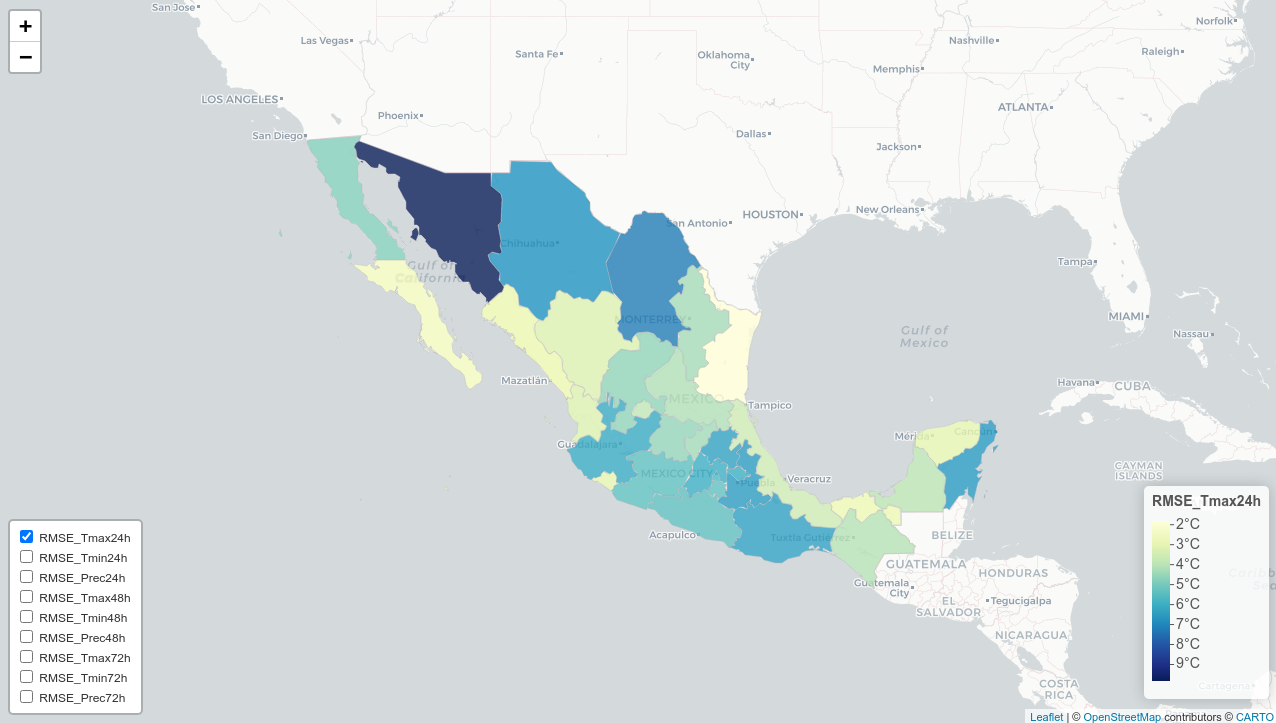 San Jose
Norfolk
+
−
Las Vegas
Santa Fe
Nashville
Raleigh
Oklahoma
City
Memphis
LOS ANGELES
ATLANTA
Phoenix
San Diego
Dallas
Jackson
HOUSTON
New Orleans
San Antonio
Chihuahua
Gulf of
California
Tampa
MONTERREY
MIAMI
Gulf of
Mexico
Nassau
Mazatlán
Havana
CUBA
MEXICO
Tampico
Guadalajara
Mérida
Cancún
MEXICO CITY
Puebla
Veracruz
CAYMAN
ISLANDS
Acapulco
Tuxtla Gutiérrez
BELIZE
GUATEMALA
HONDURAS
Guatemala
City
EL
SALVADOR
Tegucigalpa
NICARAGUA
COSTA
RICA
Cartagena
RMSE_Tmax24h
2°C
3°C
4°C
5°C
6°C
7°C
8°C
9°C
RMSE_Tmax24h
RMSE_Tmin24h
RMSE_Prec24h
RMSE_Tmax48h
RMSE_Tmin48h
RMSE_Prec48h
RMSE_Tmax72h
RMSE_Tmin72h
RMSE_Prec72h
Leaflet | © OpenStreetMap contributors © CARTO